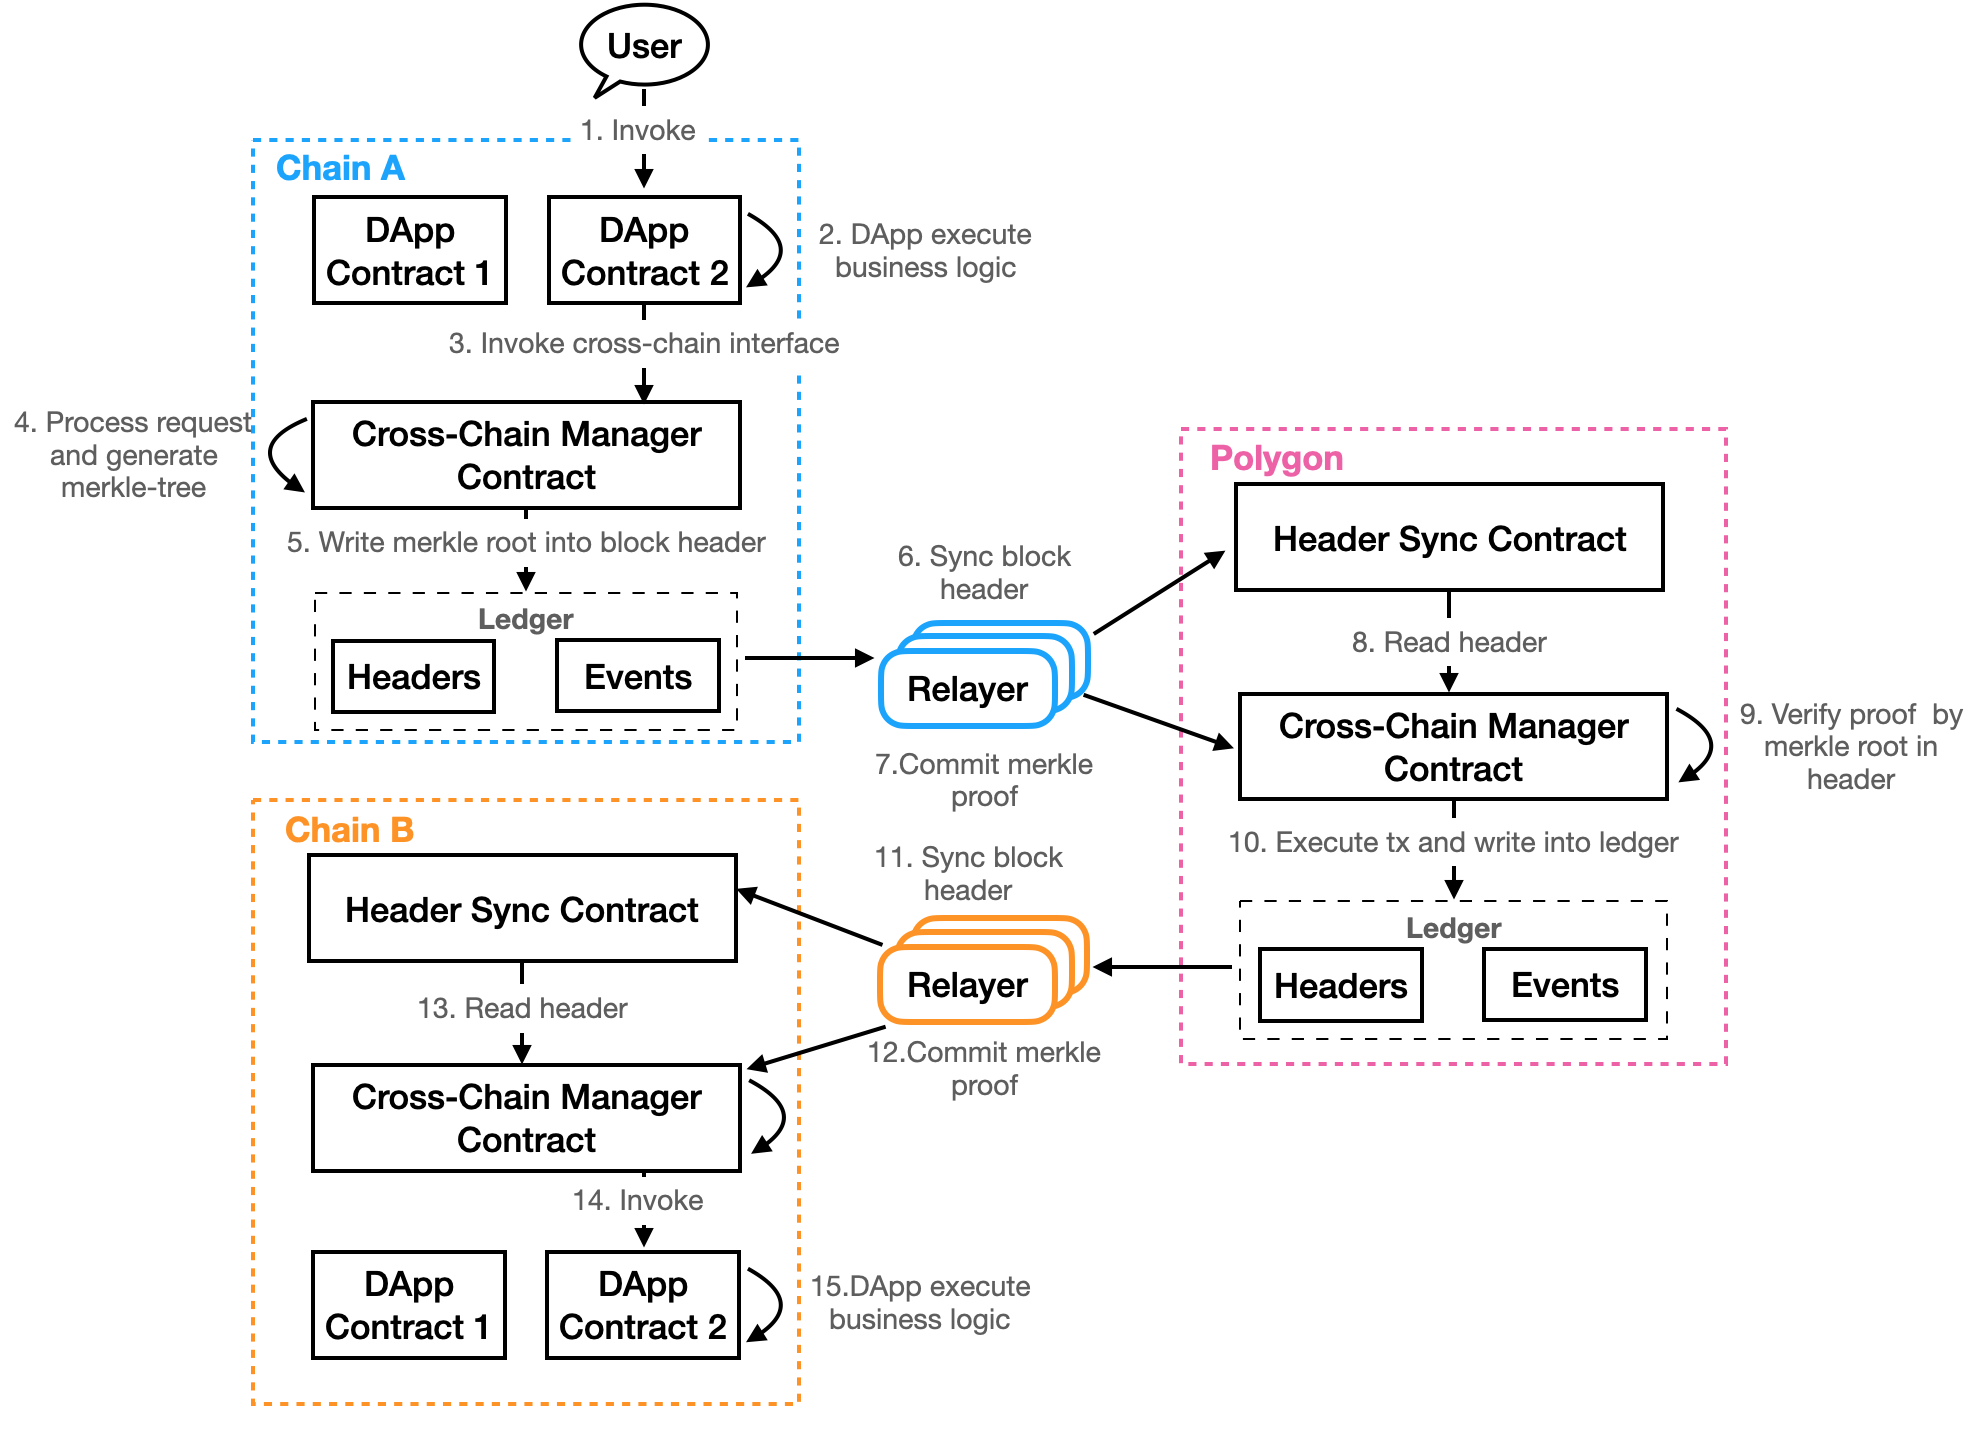 User
1. Invoke
Chain A
DApp
Contract 1
DApp
Contract 2
2. DApp execute
business logic
3. Invoke cross-chain interface
4. Process request
and generate
merkle-tree
Cross-Chain Manager
Contract
5. Write merkle root into block header
Ledger
Headers
Events
6. Sync block
header
Relayer
7.Commit merkle
proof
Polygon
Header Sync Contract
8. Read header
Cross-Chain Manager
Contract
9. Verify proof  by
merkle root in
header
10. Execute tx and write into ledger
Ledger
Headers
Events
11. Sync block
header
Relayer
12.Commit merkle
proof
Chain B
Header Sync Contract
13. Read header
Cross-Chain Manager
Contract
14. Invoke
DApp
Contract 1
DApp
Contract 2
15.DApp execute
business logic